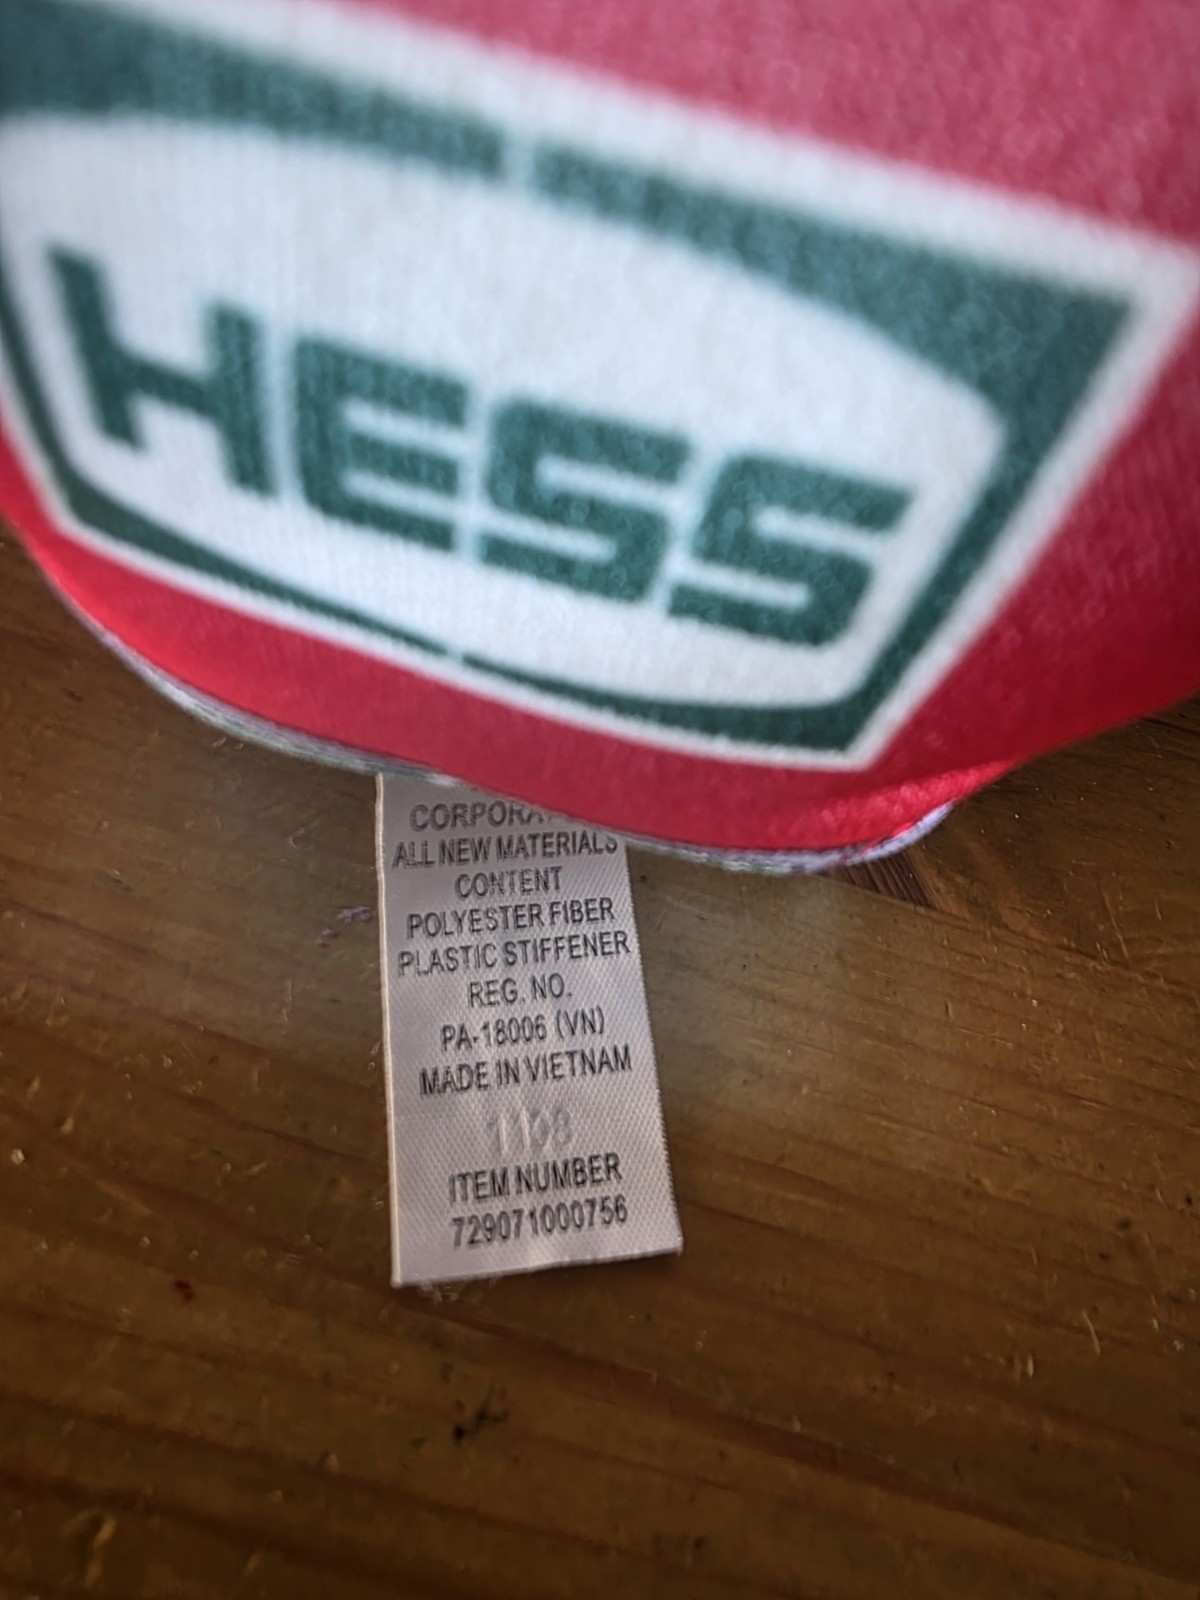 HESS
ALL NEW MATERIALS
CONTENT
POLYESTER FIBER
PLASTIC STIFFENER
REG. NO.
PA-18006 (VN)
MADE IN VIETNAM
ITEM NUMBER
729071000756